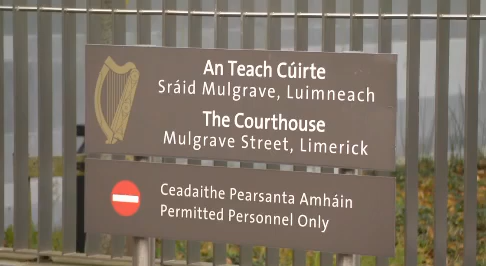 An Teach Cúirte
Sráid Mulgrave, Luimneach
The Courthouse
Mulgrave Street, Limerick
Ceadaithe Pearsanta Amháin
Permitted Personnel Only